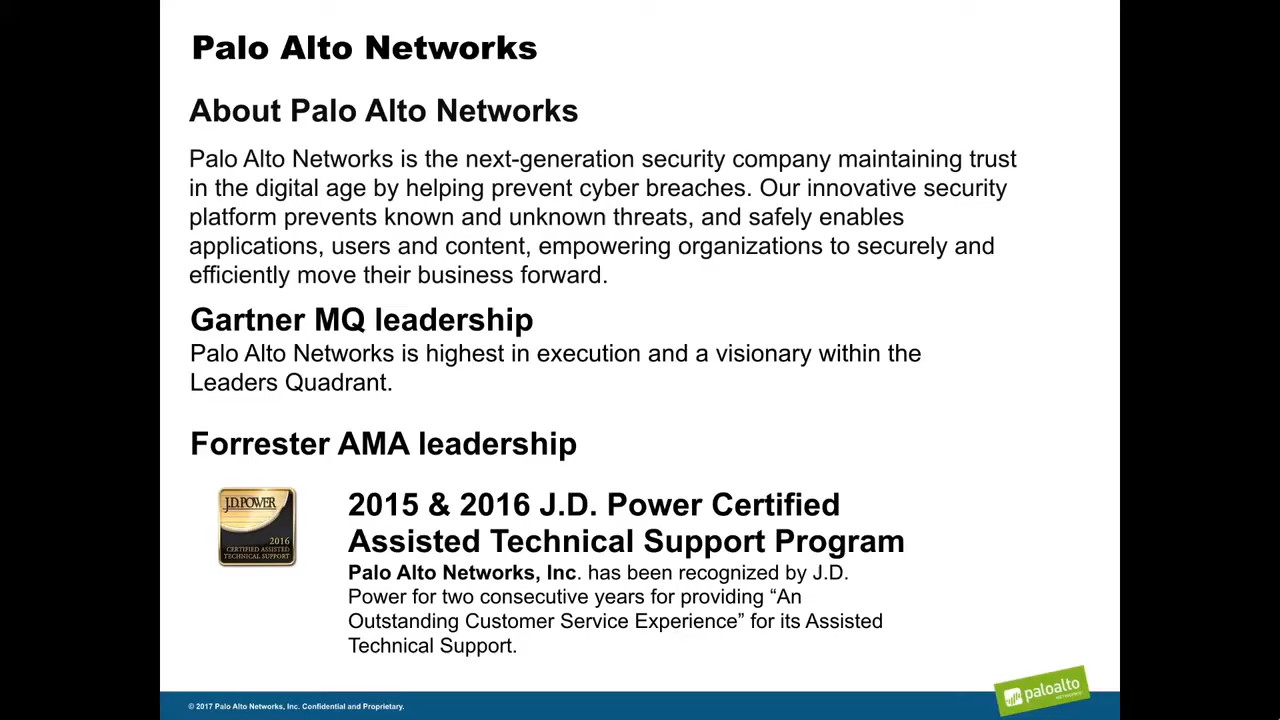 Palo Alto Networks
About Palo Alto Networks
Palo Alto Networks is the next-generation security company maintaining trust
in the digital age by helping prevent cyber breaches. Our innovative security
platform prevents known and unknown threats, and safely enables
applications, users and content, empowering organizations to securely and
efficiently move their business forward.
Gartner MQ leadership
Palo Alto Networks is highest in execution and a visionary within the
Leaders Quadrant.
Forrester AMA leadership
J.D.POWER
2016
CERTIFIED ASSISTED
TECHNICAL SUPPORT
2015 & 2016 J.D. Power Certified
Assisted Technical Support Program
Palo Alto Networks, Inc. has been recognized by J.D.
Power for two consecutive years for providing “An
Outstanding Customer Service Experience” for its Assisted
Technical Support.
© 2017 Palo Alto Networks, Inc. Confidential and Proprietary.
paloalto
NETWORKS